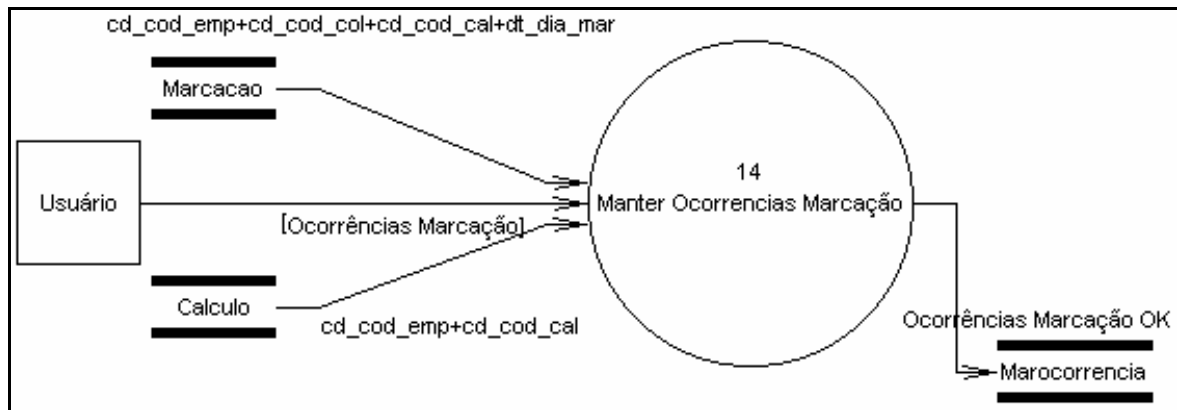 cd_cod_emp+cd_cod_col+cd_cod_cal+dt_dia_mar
Marcacao
14
Usuário
Manter Ocorrencias Marcação
[Ocorrências Marcação]
Calculo
cd_cod_emp+cd_cod_cal
Ocorrências Marcação OK
Marocorrencia